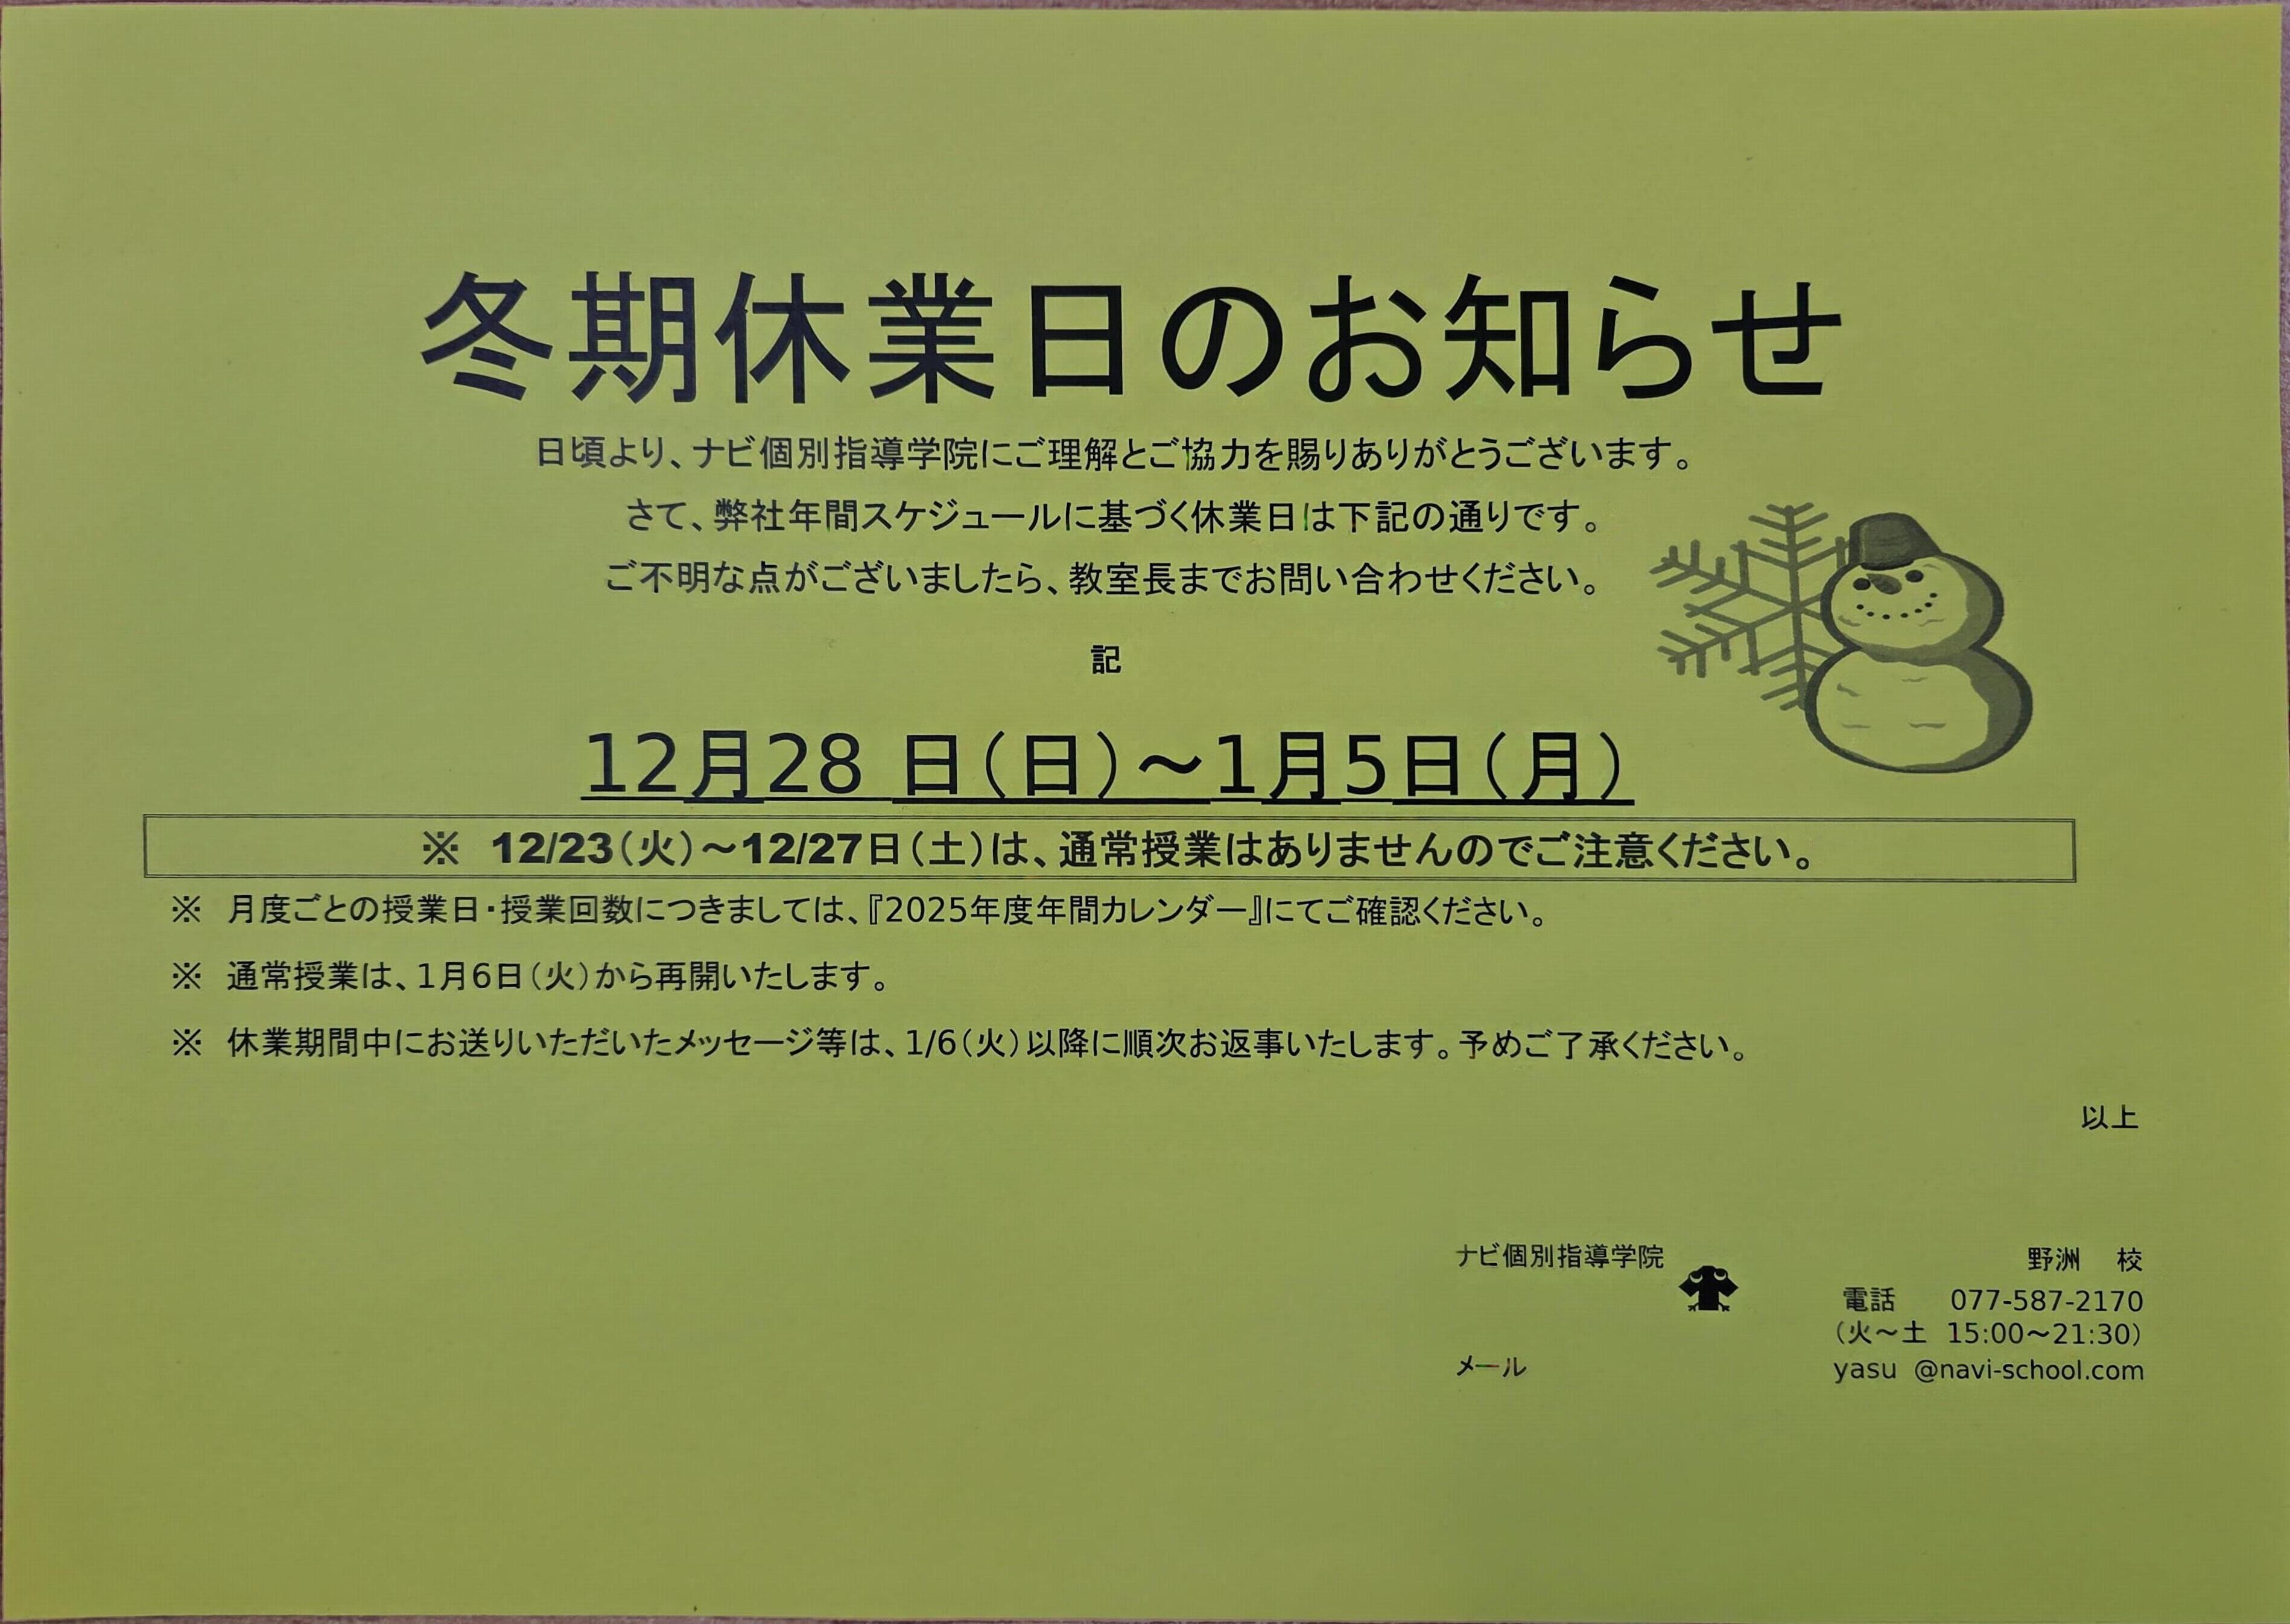 冬期休業日のお知らせ
日頃より、ナビ個別指導学院にご理解とご協力を賜りありがとうございます。
さて、弊社年間スケジュールに基づく休業日は下記の通りです。
ご不明な点がございましたら、教室長までお問い合わせください。
記
12月28 日（日）～1月5日（月）
※ 12/23（火）～12/27日（土）は、通常授業はありませんのでご注意ください。
※ 月度ごとの授業日・授業回数につきましては、『2025年度年間カレンダー』にてご確認ください。
※ 通常授業は、1月6日（火）から再開いたします。
※ 休業期間中にお送りいただいたメッセージ等は、1/6（火）以降に順次お返事いたします。予めご了承ください。
以上
ナビ個別指導学院 野洲 校
電話 077-587-2170
（火～土 15:00～21:30）
メール yasu @navi-school.com